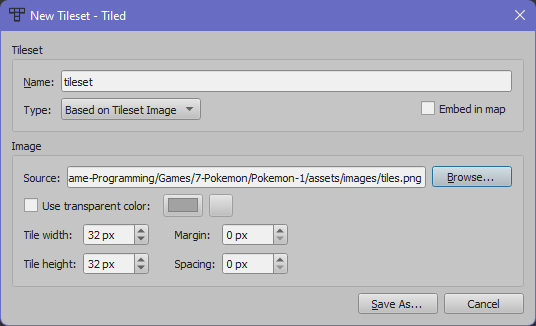 New Tileset - Tiled
Tileset
Name: tileset
Type: Based on Tileset Image Embed in map
Image
Source: ame-Programming/Games/7-Pokemon/Pokemon-1/assets/images/tiles.png Browse...
Use transparent color:
Tile width: 32 px Margin: 0 px
Tile height: 32 px Spacing: 0 px
Save As... Cancel